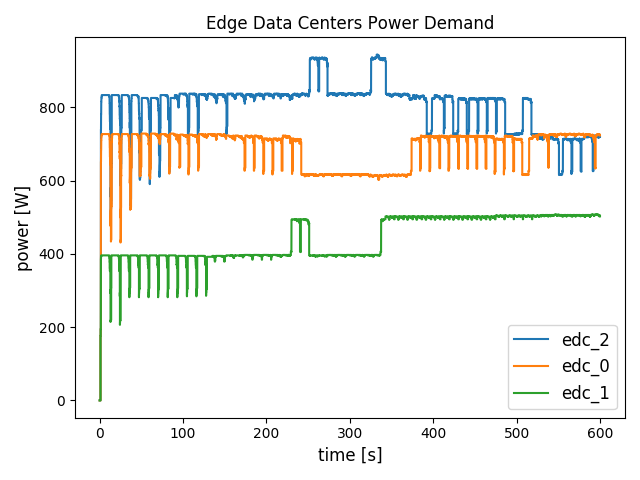 Edge Data Centers Power Demand
power [W]
800
600
400
200
0
0 100 200 300 400 500 600
time [s]
edc_2
edc_0
edc_1